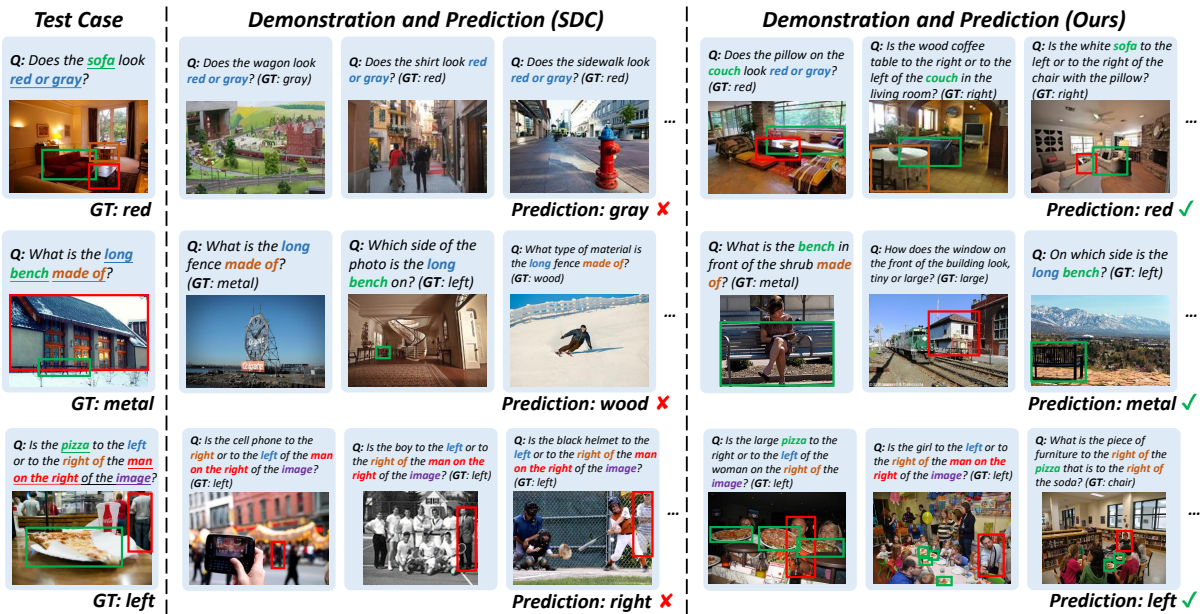 Test Case
Demonstration and Prediction (SDC)
Demonstration and Prediction (Ours)
Q: Does the sofa look
red or gray?
GT: red
Q: Does the wagon look
red or gray? (GT: gray)
Q: Does the shirt look red
or gray? (GT: red)
Q: Does the sidewalk look
red or gray? (GT: red)
...
Prediction: gray ✘
Q: Does the pillow on the
couch look red or gray?
(GT: red)
Q: Is the wood coffee
table to the right or to the
left of the couch in the
living room? (GT: right)
Q: Is the white sofa to the
left or to the right of the
chair with the pillow?
(GT: right)
...
Prediction: red ✓
Q: What is the long
bench made of?
GT: metal
Q: What is the long
fence made of?
(GT: metal)
Q: Which side of the
photo is the long
bench on? (GT: left)
Q: What type of material is
the long fence made of?
(GT: wood)
...
Prediction: wood ✘
Q: What is the bench in
front of the shrub made
of? (GT: metal)
Q: How does the window on
the front of the building look,
tiny or large? (GT: large)
Q: On which side is the
long bench? (GT: left)
...
Prediction: metal ✓
Q: Is the pizza to the left
or to the right of the man
on the right of the image?
GT: left
Q: Is the cell phone to the
right or to the left of the man
on the right of the image?
(GT: left)
Q: Is the boy to the left or to
the right of the man on the
right of the image? (GT: left)
Q: Is the black helmet to the
left or to the right of the man
on the right of the image?
(GT: left)
...
Prediction: right ✘
Q: Is the large pizza to the
right or to the left of the
woman on the right of the
image? (GT: left)
Q: Is the girl to the left or to
the right of the man on the
right of the image? (GT: left)
Q: What is the piece of
furniture to the right of the
pizza that is to the right of
the soda? (GT: chair)
...
Prediction: left ✓